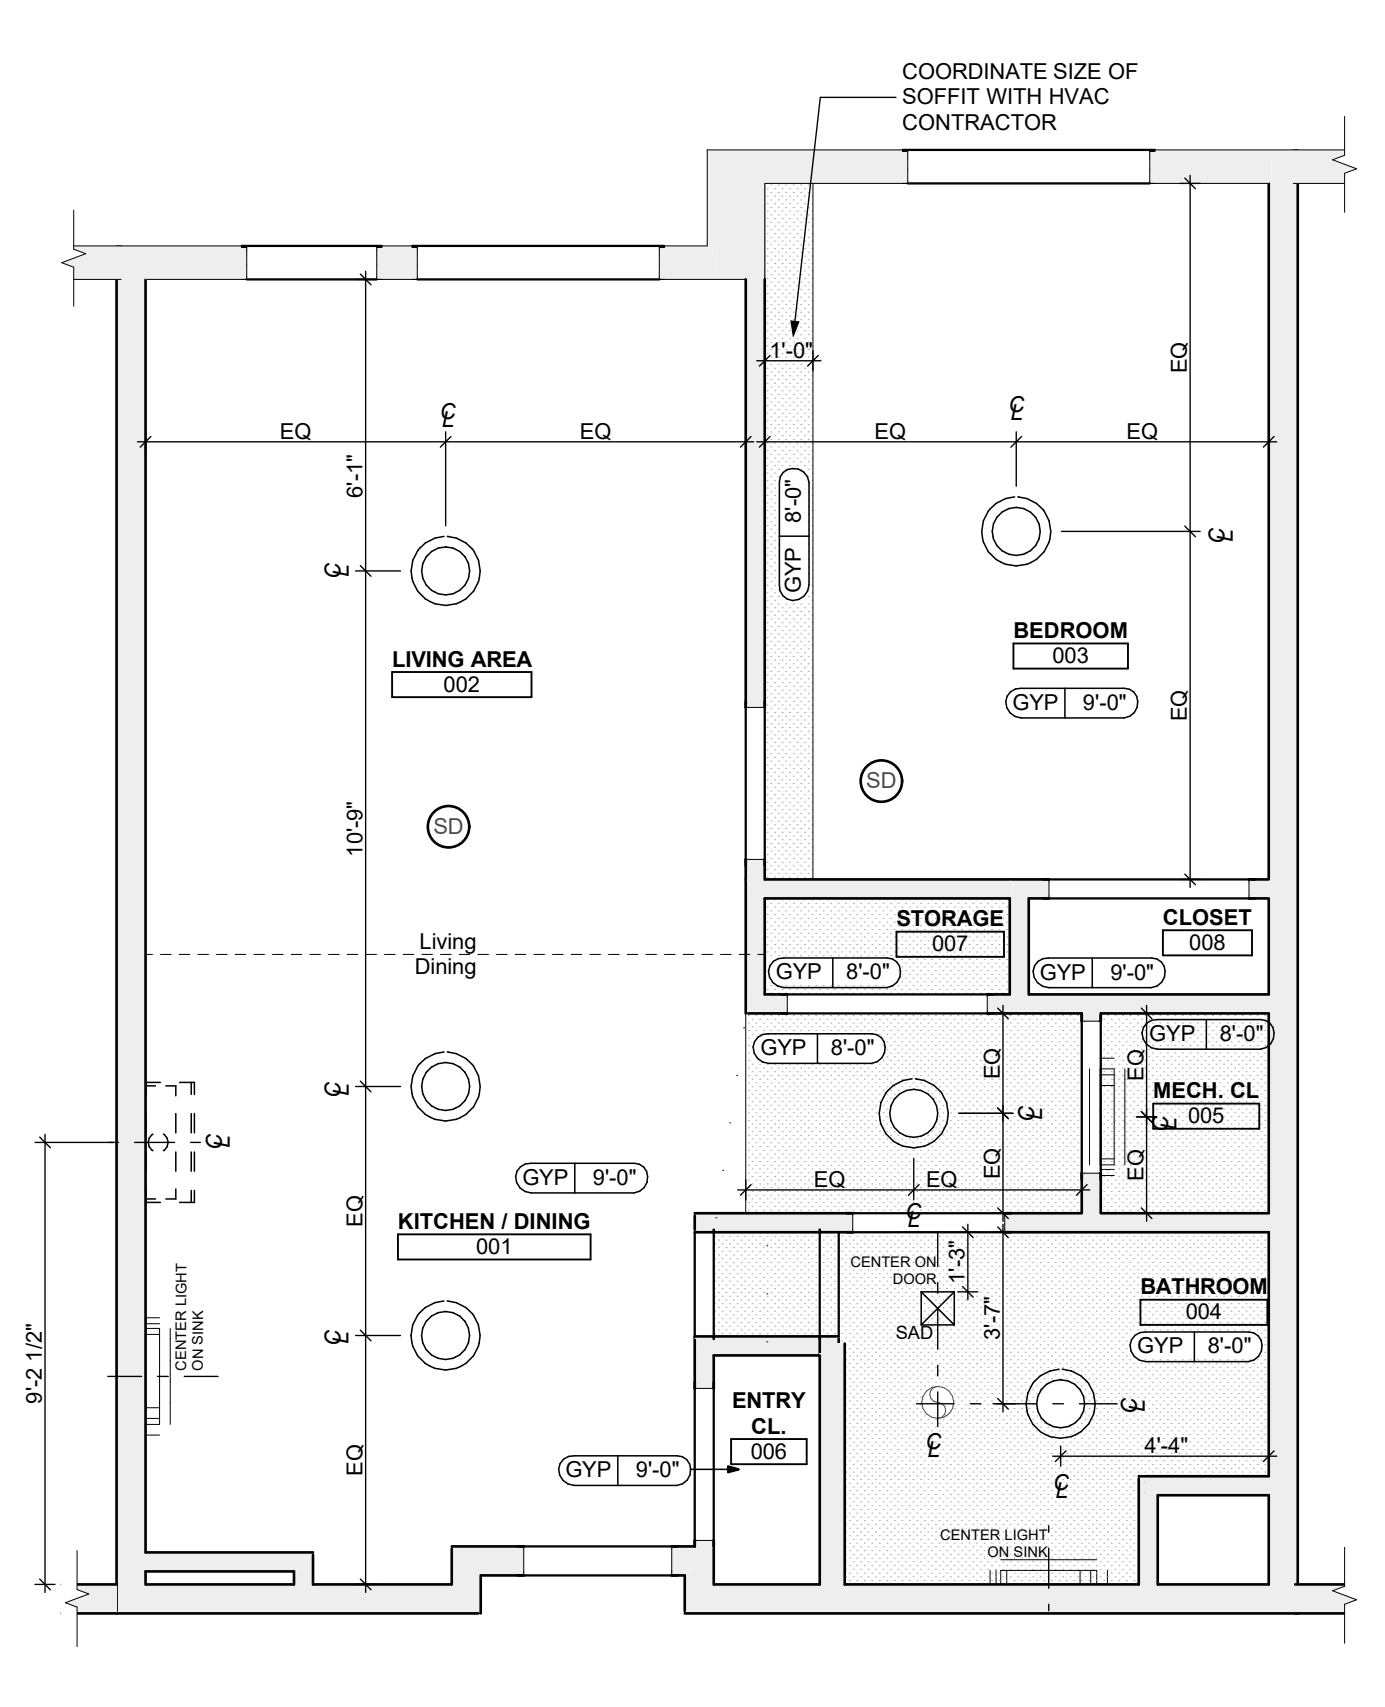 COORDINATE SIZE OF
SOFFIT WITH HVAC
CONTRACTOR
1'-0"
EQ
EQ
EQ
EQ
EQ
℄
℄
6'-1"
GYP 8'-0"
℄
℄
BEDROOM
003
GYP 9'-0"
EQ
LIVING AREA
002
SD
SD
10'-9"
Living
Dining
STORAGE
007
GYP 8'-0"
CLOSET
008
GYP 9'-0"
GYP 8'-0"
EQ
℄
EQ
EQ
EQ
℄
GYP 8'-0"
EQ
MECH. CL
005
℄
EQ
℄
℄
GYP 9'-0"
EQ
KITCHEN / DINING
001
℄
EQ
CENTER LIGHT
ON SINK
9'-2 1/2"
CENTER ON
DOOR
1'-3"
SAD
3'-7"
BATHROOM
004
GYP 8'-0"
℄
℄
4'-4"
℄
ENTRY
CL.
006
GYP 9'-0"
CENTER LIGHT
ON SINK